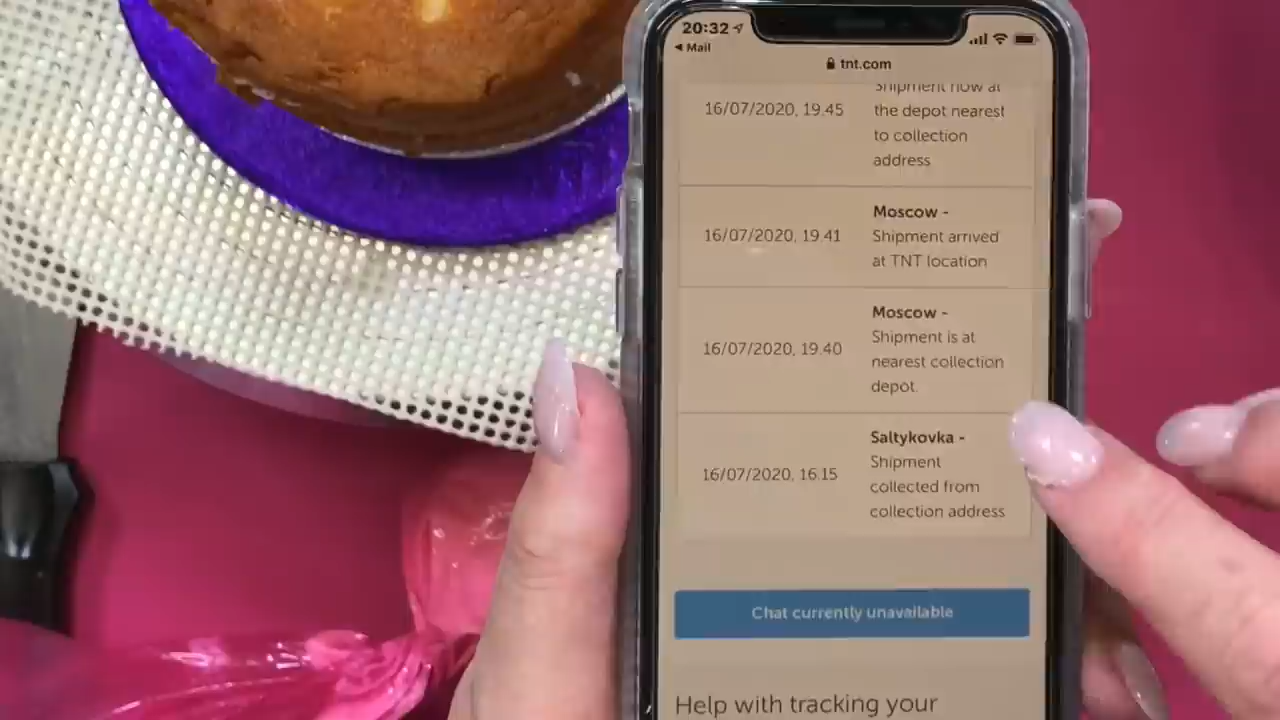 20:32
Mail
tnt.com
16/07/2020, 19.45
Shipment now at
the depot nearest
to collection
address
16/07/2020, 19.41
Moscow -
Shipment arrived
at TNT location
16/07/2020, 19.40
Moscow -
Shipment is at
nearest collection
depot.
16/07/2020, 16.15
Saltykovka -
Shipment
collected from
collection address
Chat currently unavailable
Help with tracking your